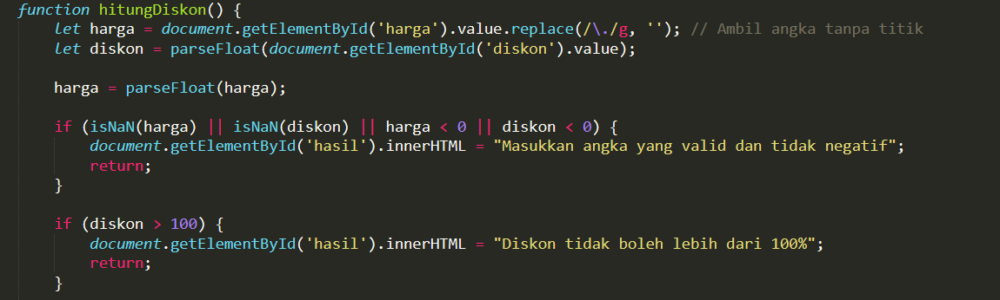 function hitungDiskon() {
    let harga = document.getElementById('harga').value.replace(/\./g, ''); // Ambil angka tanpa titik
    let diskon = parseFloat(document.getElementById('diskon').value);

    harga = parseFloat(harga);

    if (isNaN(harga) || isNaN(diskon) || harga < 0 || diskon < 0) {
        document.getElementById('hasil').innerHTML = "Masukkan angka yang valid dan tidak negatif";
        return;
    }

    if (diskon > 100) {
        document.getElementById('hasil').innerHTML = "Diskon tidak boleh lebih dari 100%";
        return;
    }